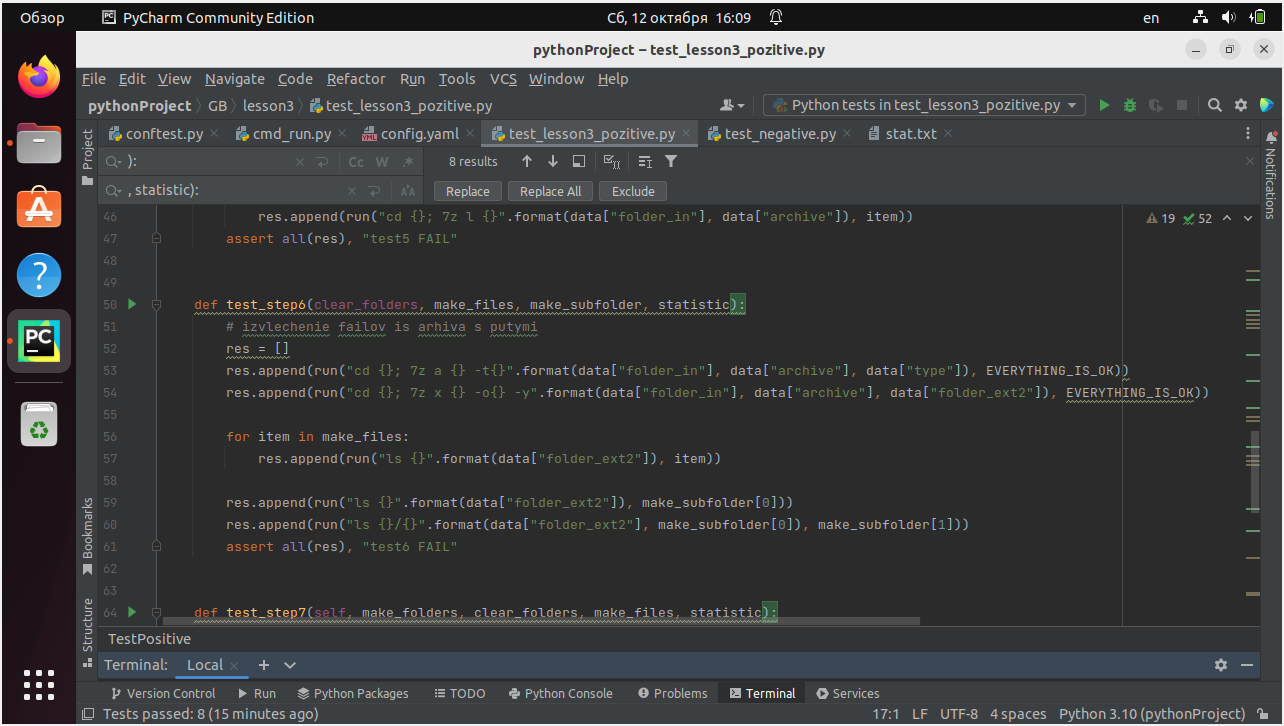 Обзор PyCharm Community Edition Сб, 12 октября 16:09 en
pythonProject – test_lesson3_pozitive.py
File Edit View Navigate Code Refactor Run Tools VCS Window Help
pythonProject GB lesson3 test_lesson3_pozitive.py Python tests in test_lesson3_pozitive.py
conftest.py cmd_run.py config.yaml test_lesson3_pozitive.py test_negative.py stat.txt
): Cc W .* 8 results
, statistic): Replace Replace All Exclude
Project
Notifications
19 52
46 res.append(run("cd {}; 7z l {}".format(data["folder_in"], data["archive"]), item))
47 assert all(res), "test5 FAIL"
48
49
50 def test_step6(clear_folders, make_files, make_subfolder, statistic):
51 # izvlechenie failov is arhiva s putymi
52 res = []
53 res.append(run("cd {}; 7z a {} -t{}".format(data["folder_in"], data["archive"], data["type"]), EVERYTHING_IS_OK))
54 res.append(run("cd {}; 7z x {} -o{} -y".format(data["folder_in"], data["archive"], data["folder_ext2"]), EVERYTHING_IS_OK))
55
56 for item in make_files:
57 res.append(run("ls {}".format(data["folder_ext2"]), item))
58
59 res.append(run("ls {}".format(data["folder_ext2"]), make_subfolder[0]))
60 res.append(run("ls {}/{}".format(data["folder_ext2"], make_subfolder[0]), make_subfolder[1]))
61 assert all(res), "test6 FAIL"
62
63
64 def test_step7(self, make_folders, clear_folders, make_files, statistic):
Bookmarks
Structure
TestPositive
Terminal: Local
Version Control Run Python Packages TODO Python Console Problems Terminal Services
Tests passed: 8 (15 minutes ago) 17:1 LF UTF-8 4 spaces Python 3.10 (pythonProject)